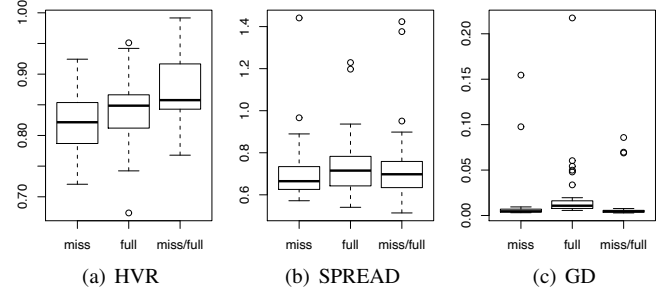 0.70 0.80 0.90 1.00
miss full miss/full
(a) HVR
0.6 0.8 1.0 1.2 1.4
miss full miss/full
(b) SPREAD
0.00 0.05 0.10 0.15 0.20
miss full miss/full
(c) GD